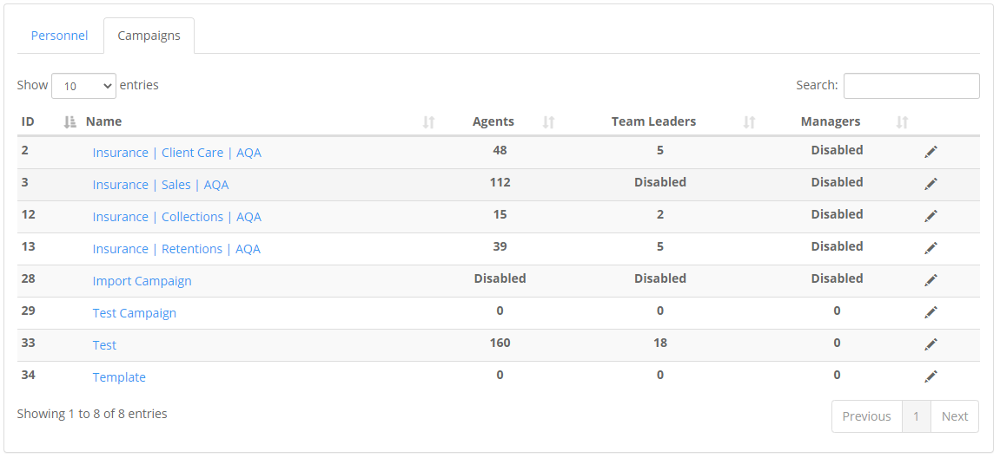 Personnel Campaigns
Show 10 entries Search:
ID Name Agents Team Leaders Managers
2 Insurance | Client Care | AQA 48 5 Disabled
3 Insurance | Sales | AQA 112 Disabled Disabled
12 Insurance | Collections | AQA 15 2 Disabled
13 Insurance | Retentions | AQA 39 5 Disabled
28 Import Campaign Disabled Disabled Disabled
29 Test Campaign 0 0 0
33 Test 160 18 0
34 Template 0 0 0
Showing 1 to 8 of 8 entries Previous 1 Next